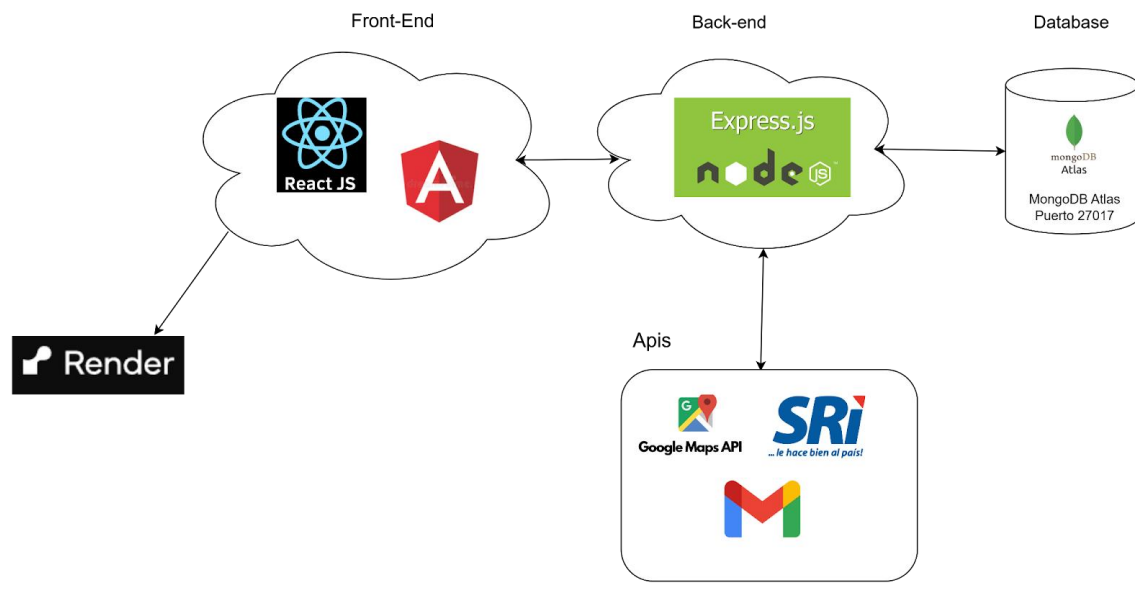 Front-End
Back-end
Database
React JS
A
Express.js
node JS
mongoDB
Atlas
MongoDB Atlas
Puerto 27017
Render
Apis
G
Google Maps API
SRi
...le hace bien al país!